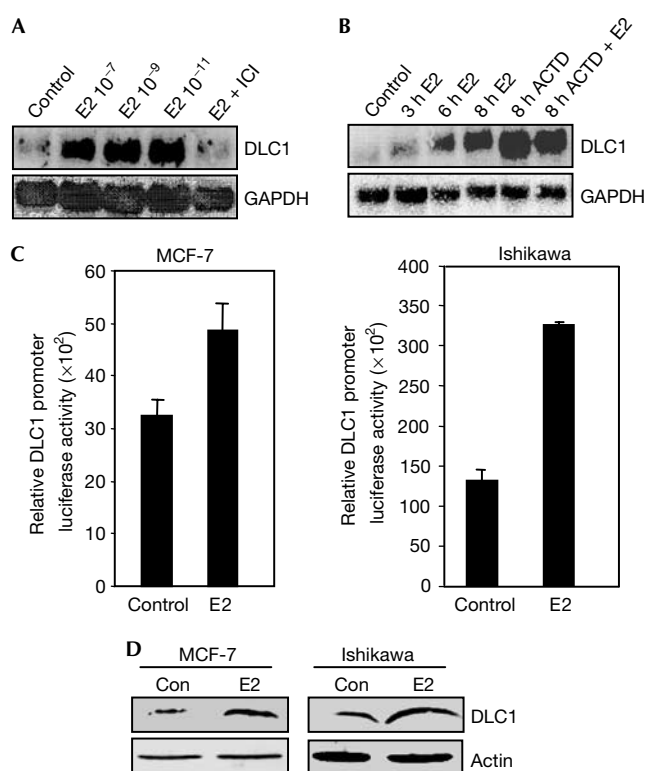 A
Control
E2 10⁻⁷
E2 10⁻⁹
E2 10⁻¹¹
E2 + ICI
DLC1
GAPDH
B
Control
3 h E2
6 h E2
8 h E2
8 h ACTD
8 h ACTD + E2
DLC1
GAPDH
C
MCF-7
Relative DLC1 promoter
luciferase activity (×10²)
60
50
40
30
20
10
0
Control E2
Ishikawa
Relative DLC1 promoter
luciferase activity (×10²)
400
350
300
250
200
150
100
50
0
Control E2
D
MCF-7 Ishikawa
Con E2 Con E2
DLC1
Actin